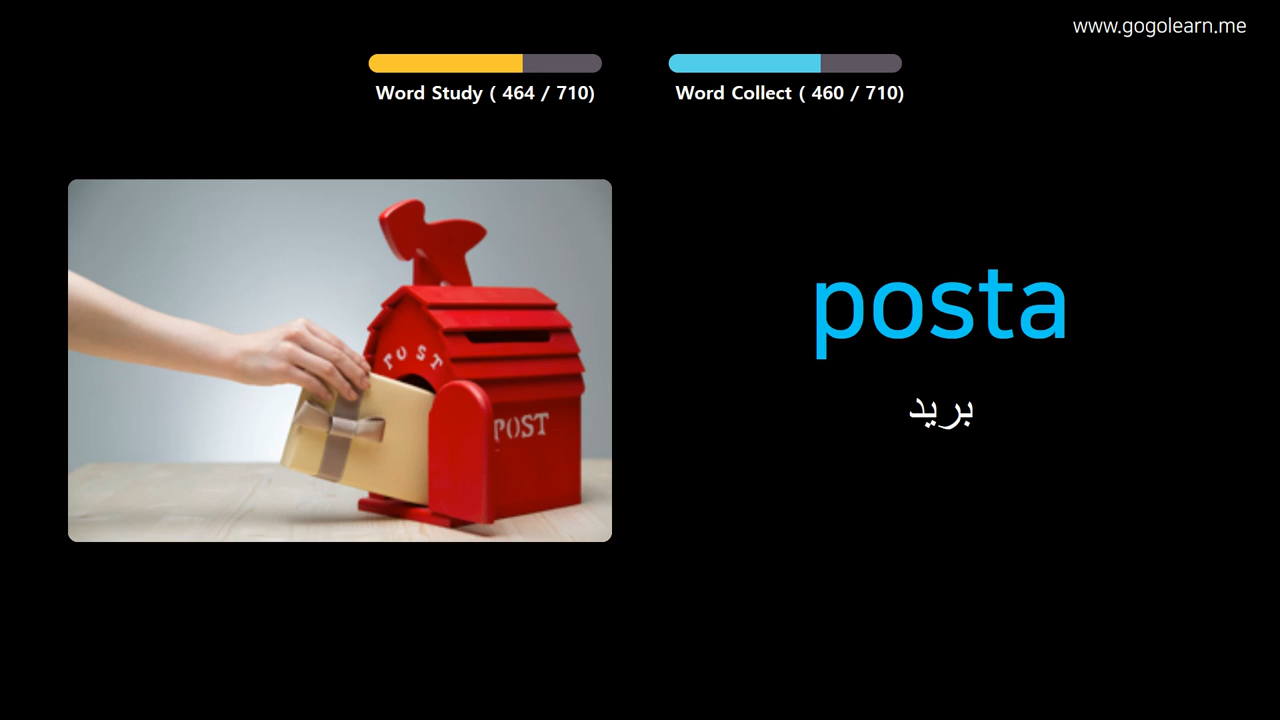 www.gogolearn.me
Word Study ( 464 / 710)
Word Collect ( 460 / 710)
POST
POST
posta
بريد